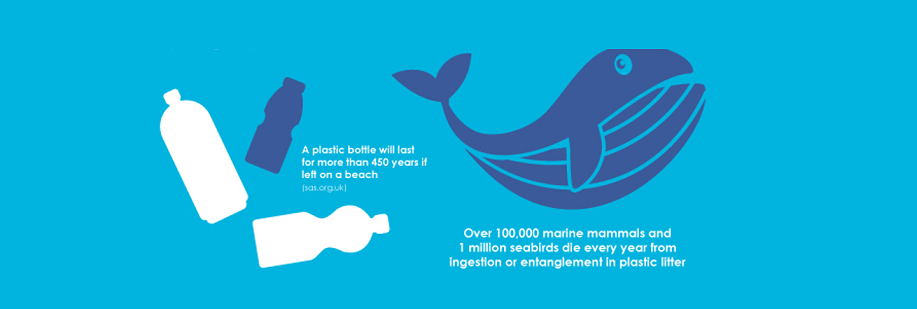 A plastic bottle will last
for more than 450 years if
left on a beach
(sas.org.uk)
Over 100,000 marine mammals and
1 million seabirds die every year from
ingestion or entanglement in plastic litter